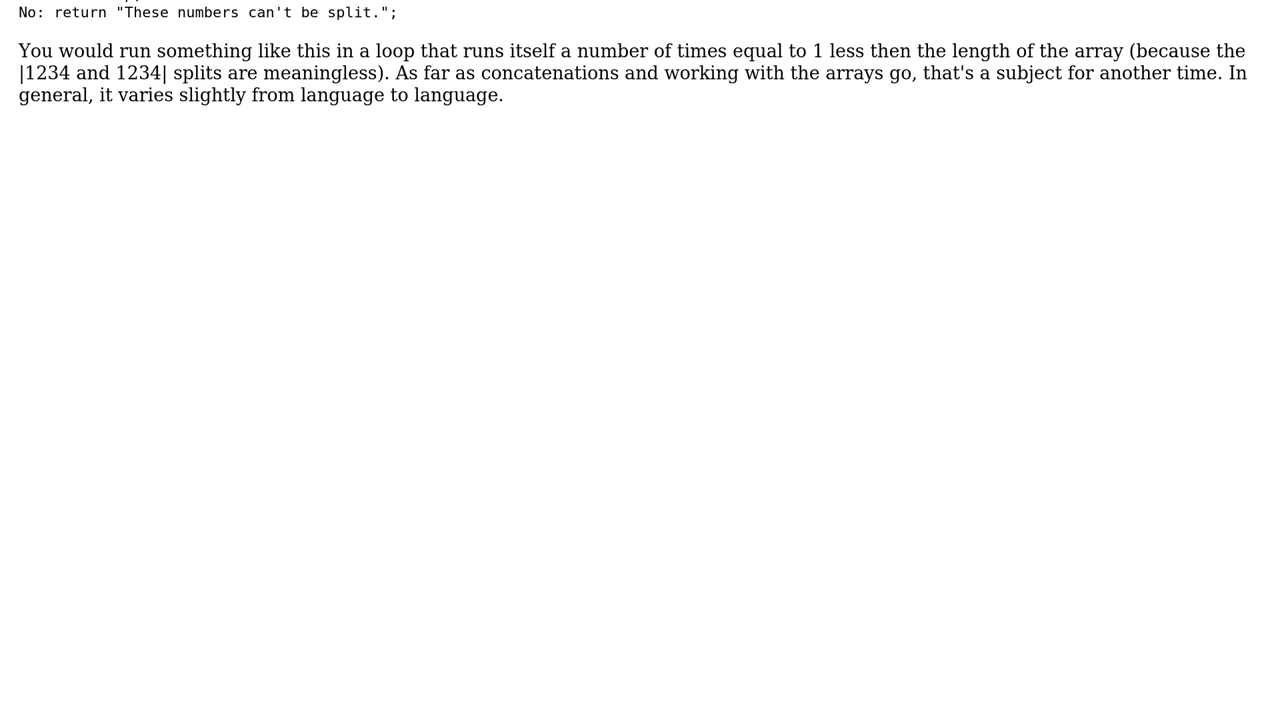 No: return "These numbers can't be split.";
You would run something like this in a loop that runs itself a number of times equal to 1 less then the length of the array (because the
|1234 and 1234| splits are meaningless). As far as concatenations and working with the arrays go, that's a subject for another time. In
general, it varies slightly from language to language.